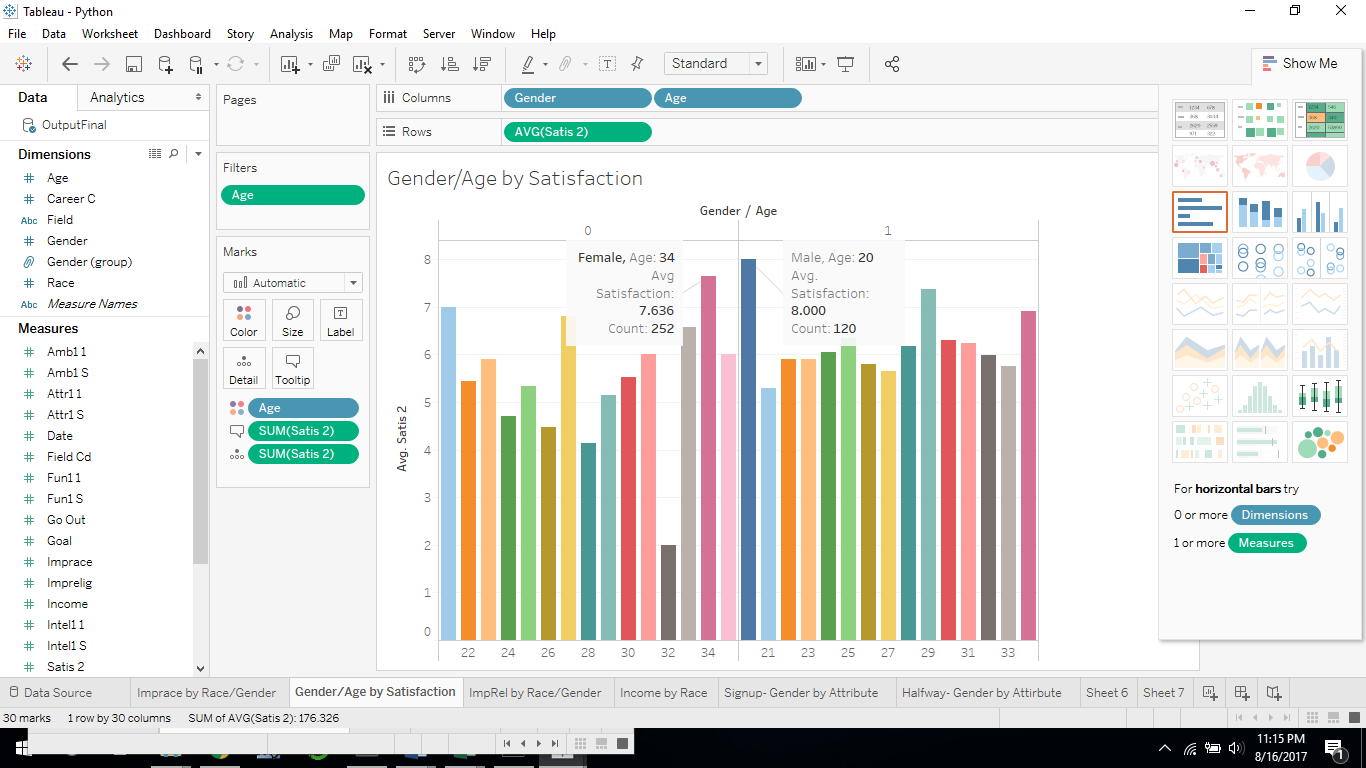 Tableau - Python
File Data Worksheet Dashboard Story Analysis Map Format Server Window Help
Standard
Show Me
Data Analytics
OutputFinal
Dimensions
Age
Career C
Abc Field
Gender
Gender (group)
Race
Abc Measure Names
Measures
Amb1 1
Amb1 S
Attr1 1
Attr1 S
Date
Field Cd
Fun1 1
Fun1 S
Go Out
Goal
Imprace
Imprelig
Income
Intel1 1
Intel1 S
Satis 2
Pages
Filters
Age
Marks
Automatic
Color Size Label
Detail Tooltip
Age
SUM(Satis 2)
SUM(Satis 2)
Columns Gender Age
Rows AVG(Satis 2)
Gender/Age by Satisfaction
Gender / Age
0 1
Female, Age: 34
Avg
Satisfaction:
7.636
Count: 252
Male, Age: 20
Avg.
Satisfaction:
8.000
Count: 120
Avg. Satis 2
8
7
6
5
4
3
2
1
0
22 24 26 28 30 32 34 21 23 25 27 29 31 33
For horizontal bars try
0 or more Dimensions
1 or more Measures
Data Source Imprace by Race/Gender Gender/Age by Satisfaction ImpRel by Race/Gender Income by Race Signup- Gender by Attribute Halfway- Gender by Attirbute Sheet 6 Sheet 7
30 marks 1 row by 30 columns SUM of AVG(Satis 2): 176.326
11:15 PM
8/16/2017
1